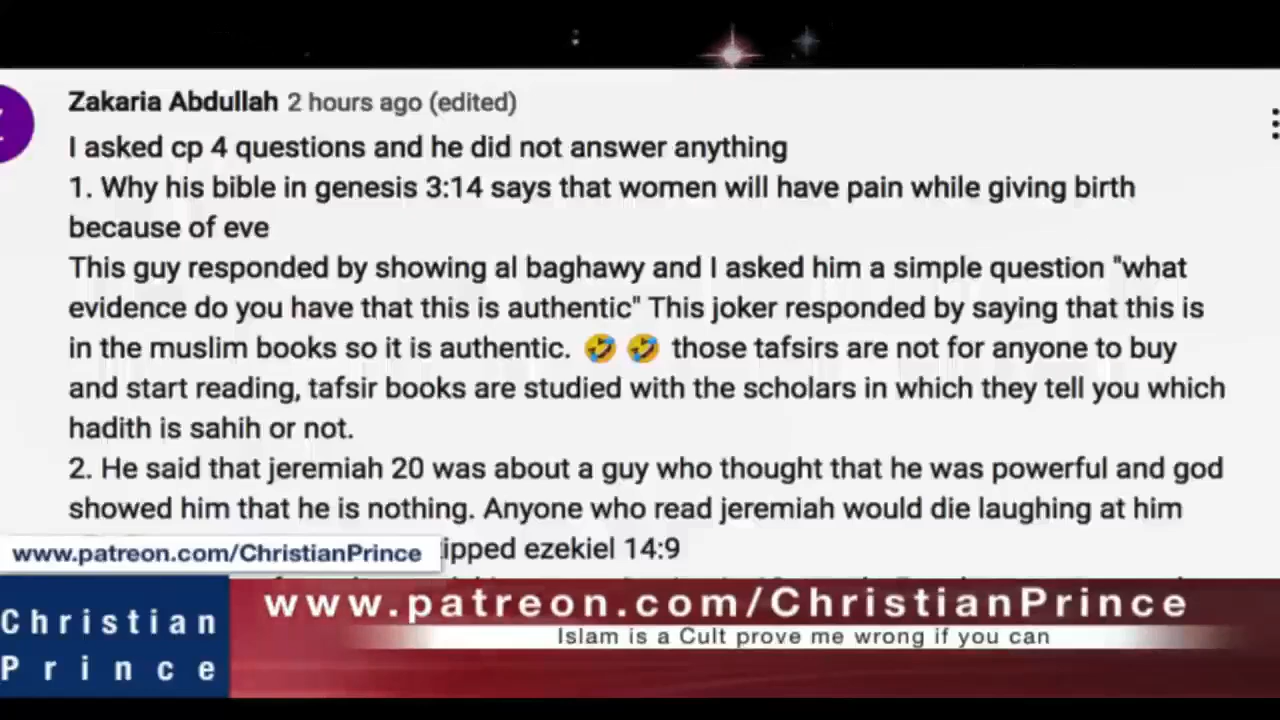 Zakaria Abdullah 2 hours ago (edited)
I asked cp 4 questions and he did not answer anything
1. Why his bible in genesis 3:14 says that women will have pain while giving birth
because of eve
This guy responded by showing al baghawy and I asked him a simple question "what
evidence do you have that this is authentic" This joker responded by saying that this is
in the muslim books so it is authentic. 🤣 🤣 those tafsirs are not for anyone to buy
and start reading, tafsir books are studied with the scholars in which they tell you which
hadith is sahih or not.
2. He said that jeremiah 20 was about a guy who thought that he was powerful and god
showed him that he is nothing. Anyone who read jeremiah would die laughing at him
ezekiel 14:9
www.patreon.com/ChristianPrince
www.patreon.com/ChristianPrince
Islam is a Cult prove me wrong if you can
Christian
Prince